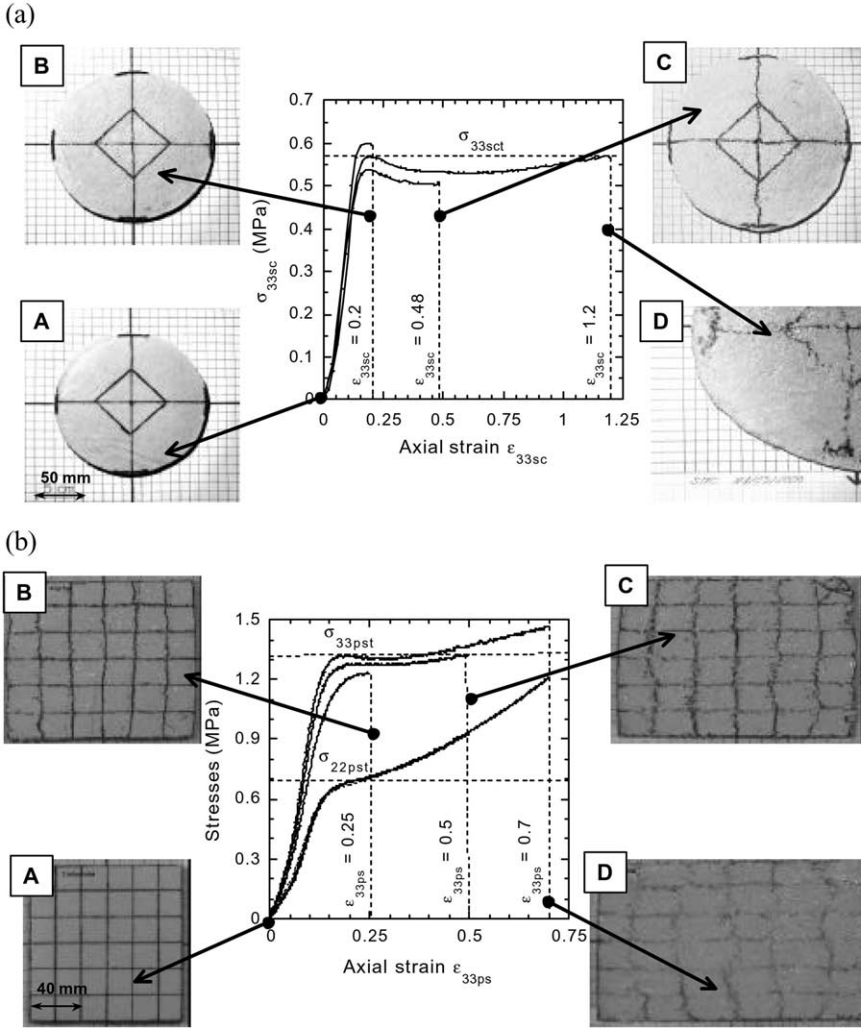 (a)
B
C
0.7
0.6
0.5
0.4
0.3
0.2
0.1
0
σ33sct
σ33sc (MPa)
ε33sc = 0.2
ε33sc = 0.48
ε33sc = 1.2
A
D
0
0.25
0.5
0.75
1
1.25
Axial strain ε33sc
50 mm
5 cm
(b)
B
C
1.5
1.2
0.9
0.6
0.3
0
σ33pst
σ22pst
Stresses (MPa)
ε33ps = 0.25
ε33ps = 0.5
ε33ps = 0.7
A
D
0
0.25
0.5
0.75
Axial strain ε33ps
40 mm